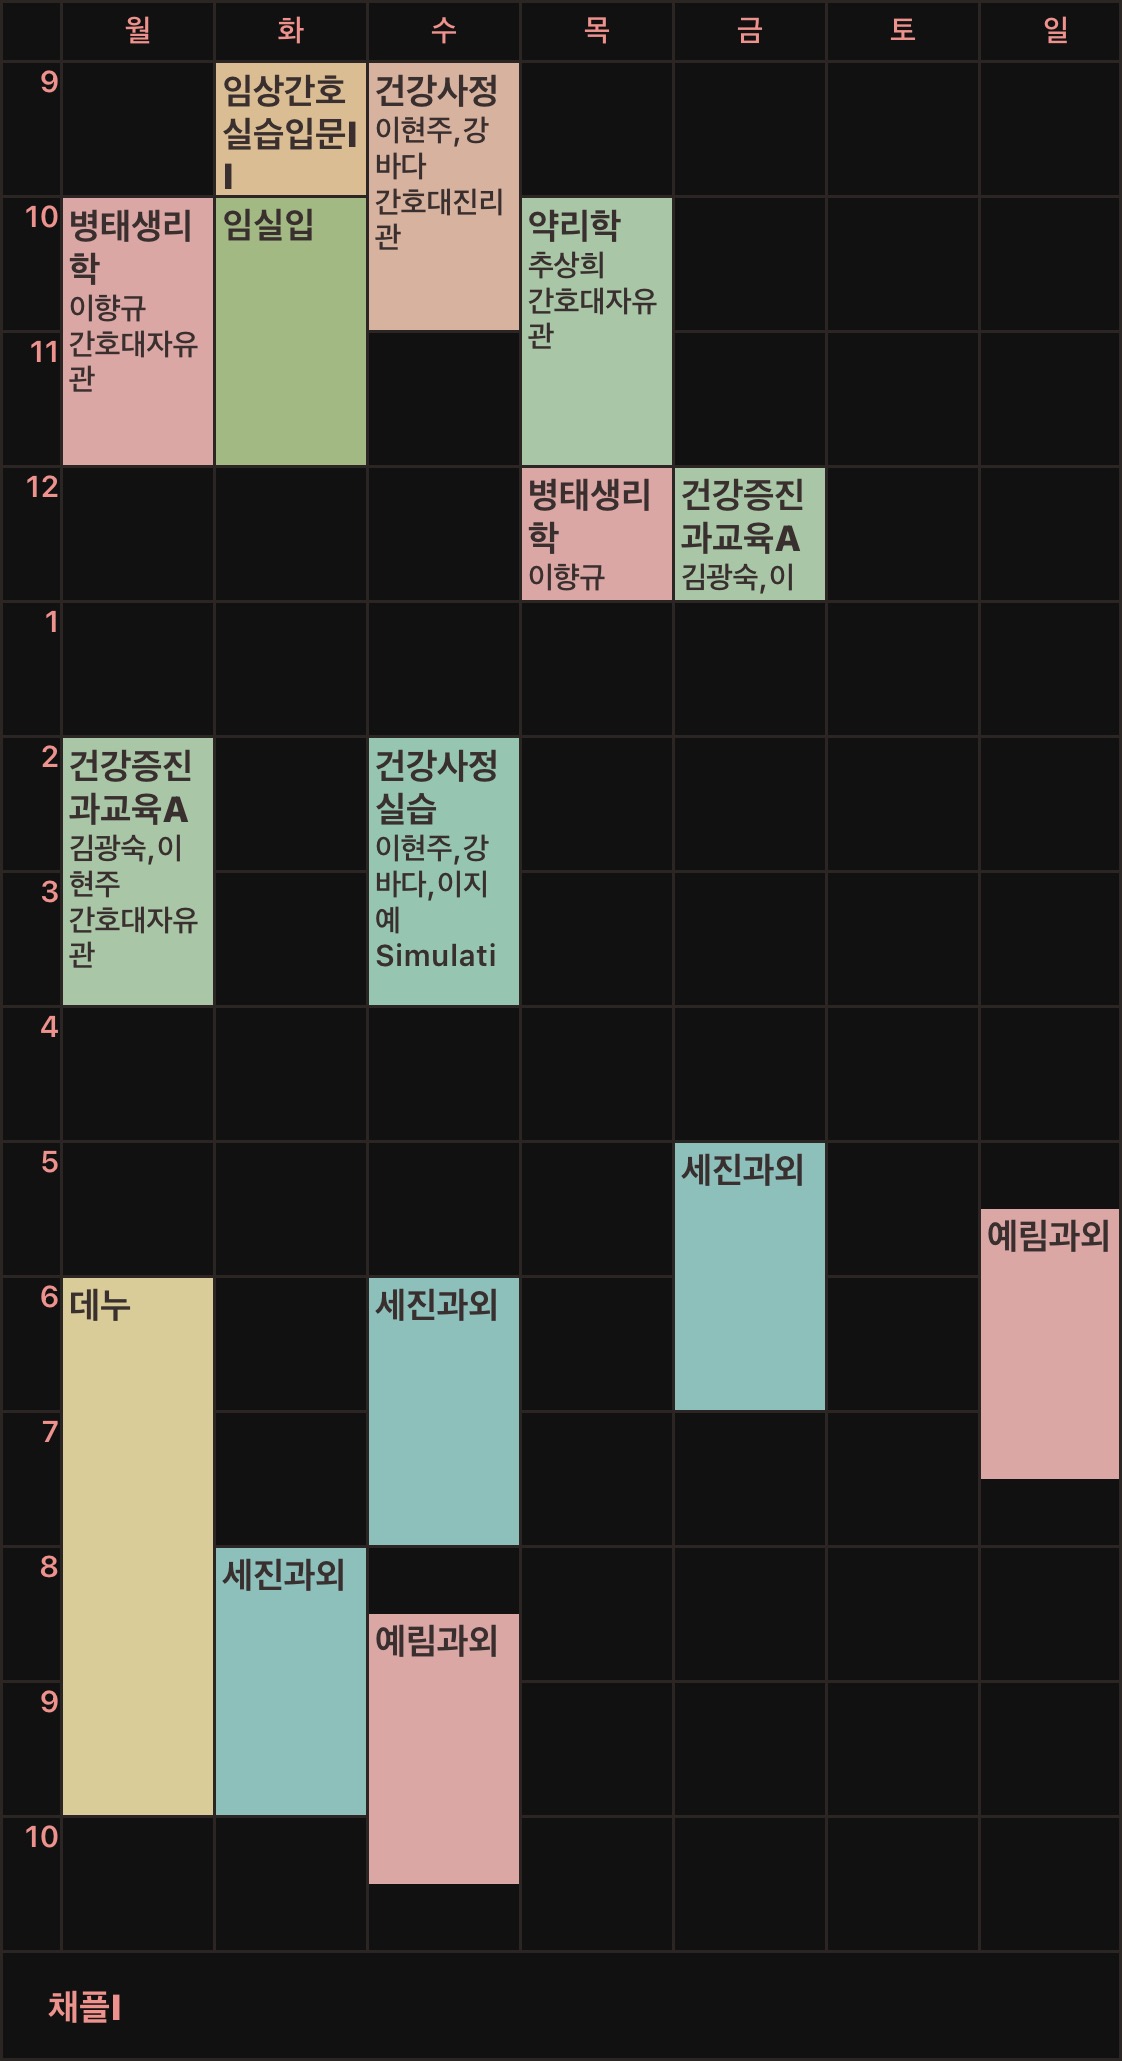 월 화 수 목 금 토 일
9
임상간호
실습입문I
I
건강사정
이현주,강
바다
간호대진리
관
10
병태생리
학
이향규
간호대자유
관
임실입
약리학
추상희
간호대자유
관
11
12
병태생리
학
이향규
건강증진
과교육A
김광숙,이
1
2
건강증진
과교육A
김광숙,이
현주
간호대자유
관
건강사정
실습
이현주,강
바다,이지
예
Simulati
3
4
5
세진과외
예림과외
6
데누
세진과외
7
8
세진과외
예림과외
9
10
채플I